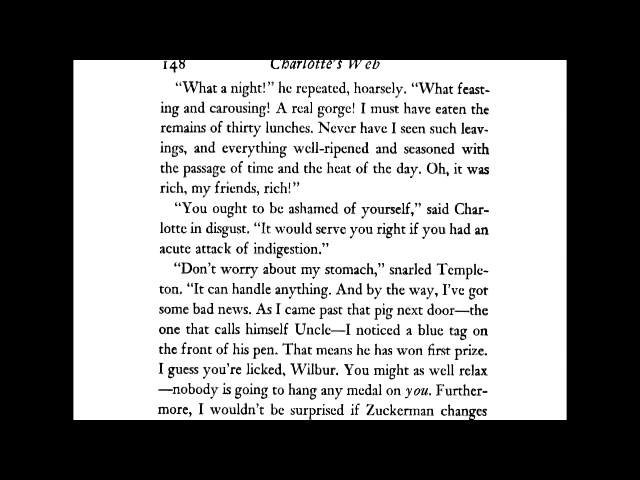 148 Charlotte's Web
"What a night!" he repeated, hoarsely. "What feast-
ing and carousing! A real gorge! I must have eaten the
remains of thirty lunches. Never have I seen such leav-
ings, and everything well-ripened and seasoned with
the passage of time and the heat of the day. Oh, it was
rich, my friends, rich!"
"You ought to be ashamed of yourself," said Char-
lotte in disgust. "It would serve you right if you had an
acute attack of indigestion."
"Don't worry about my stomach," snarled Temple-
ton. "It can handle anything. And by the way, I've got
some bad news. As I came past that pig next door—the
one that calls himself Uncle—I noticed a blue tag on
the front of his pen. That means he has won first prize.
I guess you're licked, Wilbur. You might as well relax
—nobody is going to hang any medal on you. Further-
more, I wouldn't be surprised if Zuckerman changes